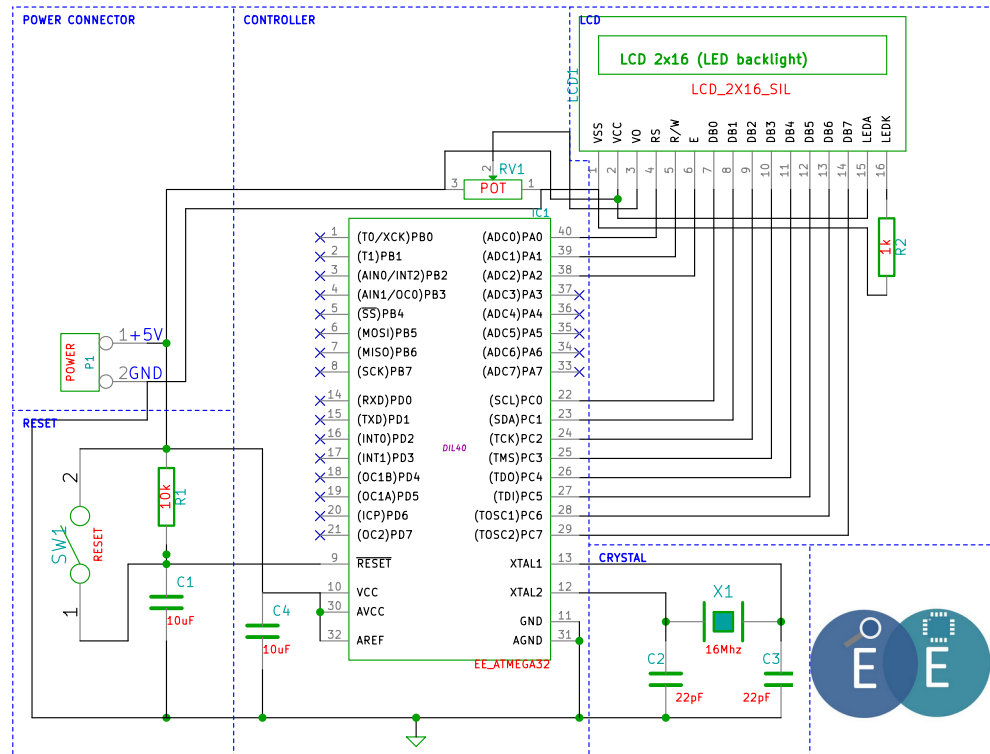 POWER CONNECTOR
CONTROLLER
LCD
LCD 2x16 (LED backlight)
LCD_2X16_SIL
LCD1
VSS
VCC
VO
RS
R/W
E
DB0
DB1
DB2
DB3
DB4
DB5
DB6
DB7
LEDA
LEDK
1
2
3
4
5
6
7
8
9
10
11
12
13
14
15
16
2
RV1
3
POT
1
1k
R2
IC1
1 (T0/XCK)PB0
2 (T1)PB1
3 (AIN0/INT2)PB2
4 (AIN1/OC0)PB3
5 (SS)PB4
6 (MOSI)PB5
7 (MISO)PB6
8 (SCK)PB7
14 (RXD)PD0
15 (TXD)PD1
16 (INT0)PD2
17 (INT1)PD3
18 (OC1B)PD4
19 (OC1A)PD5
20 (ICP)PD6
21 (OC2)PD7
9 RESET
10 VCC
30 AVCC
32 AREF
(ADC0)PA0 40
(ADC1)PA1 39
(ADC2)PA2 38
(ADC3)PA3 37
(ADC4)PA4 36
(ADC5)PA5 35
(ADC6)PA6 34
(ADC7)PA7 33
(SCL)PC0 22
(SDA)PC1 23
(TCK)PC2 24
(TMS)PC3 25
(TDO)PC4 26
(TDI)PC5 27
(TOSC1)PC6 28
(TOSC2)PC7 29
XTAL1 13
XTAL2 12
GND 11
AGND 31
DIL40
EE_ATMEGA32
POWER
P1
1 +5V
2 GND
RESET
2
SW1
RESET
1
10k
R1
C1
10uF
C4
10uF
CRYSTAL
X1
16Mhz
C2
22pF
C3
22pF
E
E